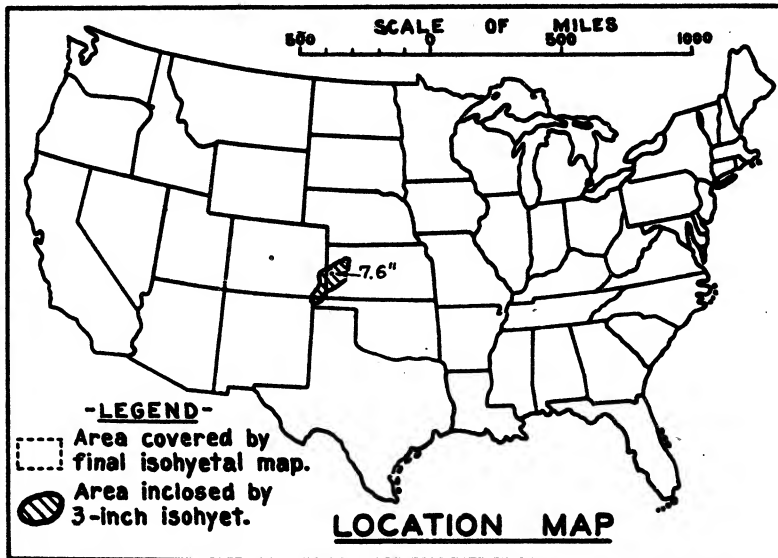 SCALE OF MILES
500 0 500 1000
7.6"
-LEGEND-
Area covered by
final isohyetal map.
Area inclosed by
3-inch isohyet.
LOCATION MAP